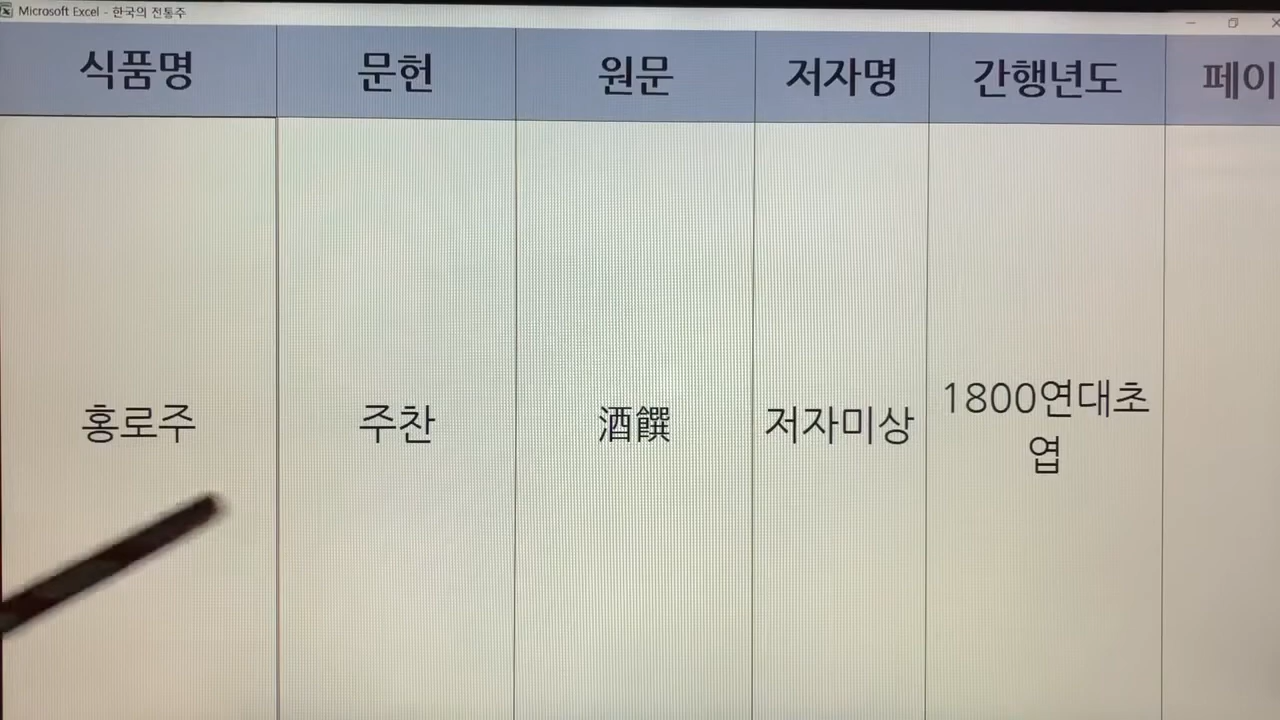 Microsoft Excel - 한국의 전통주
식품명 문헌 원문 저자명 간행년도 페이
홍로주 주찬 酒饌 저자미상 1800연대초
엽